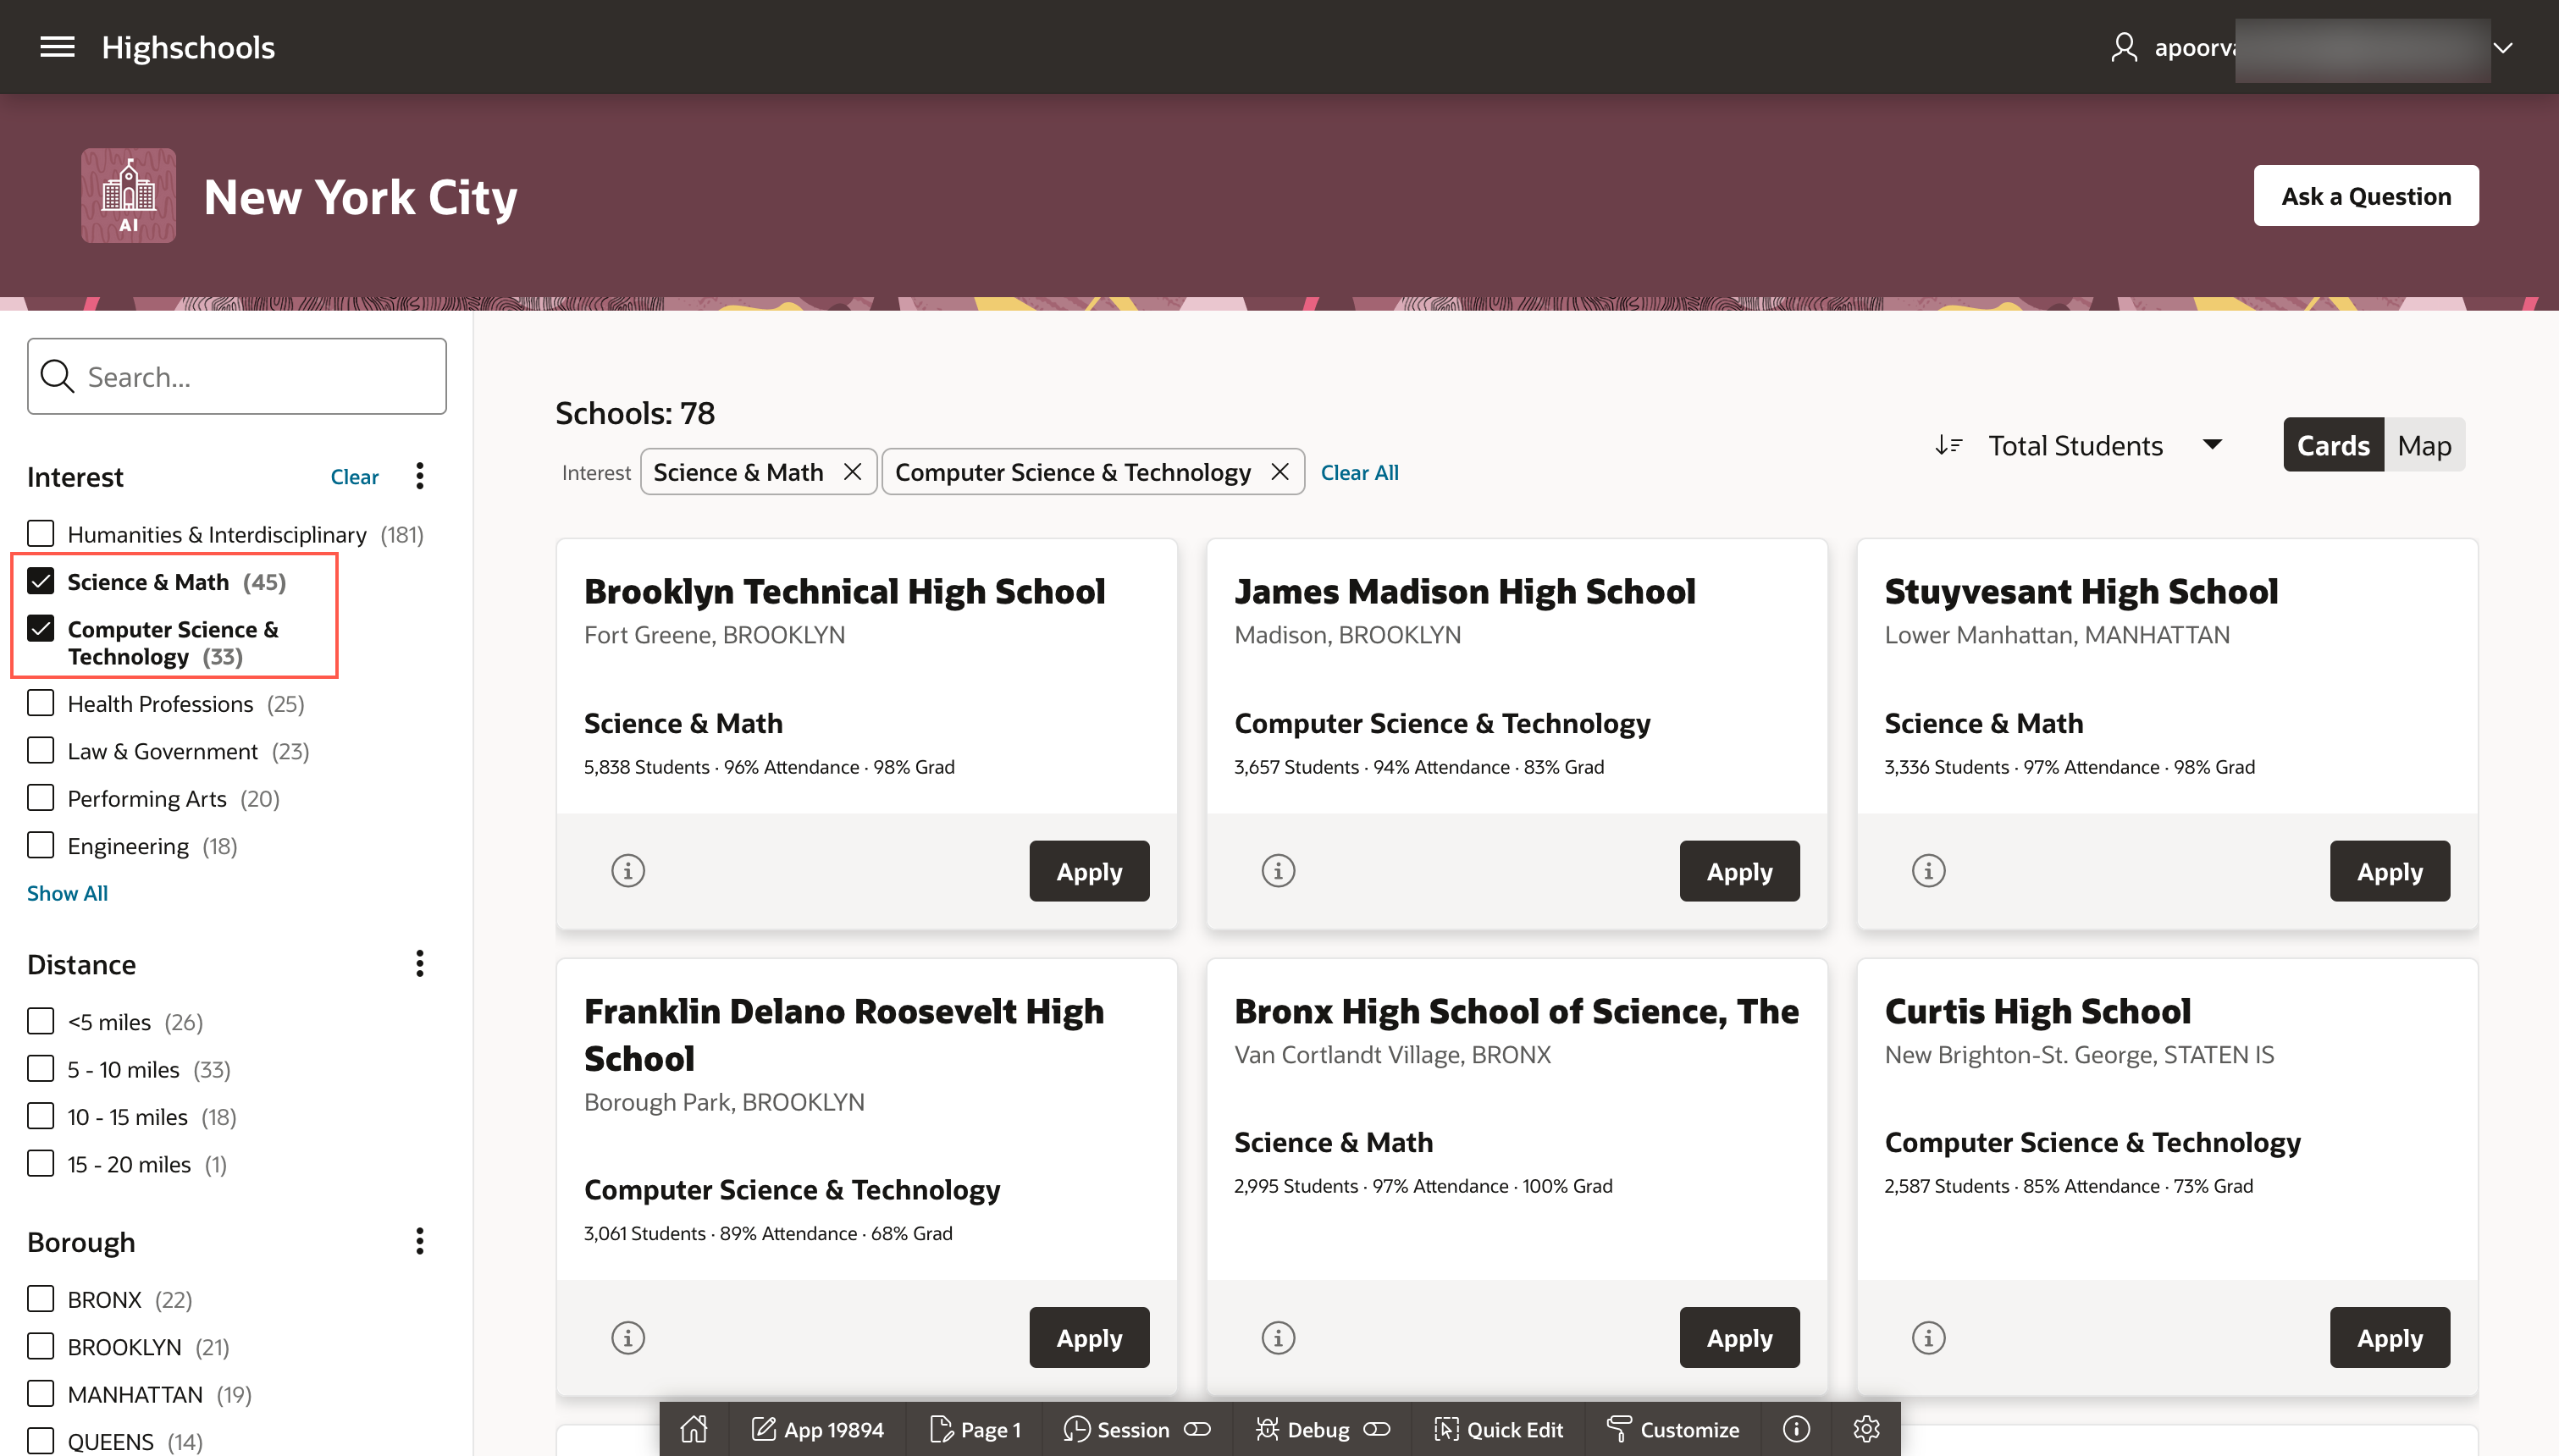 Highschools
apoorva
AI
New York City
Ask a Question
Search...
Interest
Clear
Humanities & Interdisciplinary (181)
Science & Math (45)
Computer Science &
Technology (33)
Health Professions (25)
Law & Government (23)
Performing Arts (20)
Engineering (18)
Show All
Distance
<5 miles (26)
5 - 10 miles (33)
10 - 15 miles (18)
15 - 20 miles (1)
Borough
BRONX (22)
BROOKLYN (21)
MANHATTAN (19)
QUEENS (14)
Schools: 78
Interest
Science & Math
Computer Science & Technology
Clear All
Total Students
Cards
Map
Brooklyn Technical High School
Fort Greene, BROOKLYN
Science & Math
5,838 Students · 96% Attendance · 98% Grad
Apply
James Madison High School
Madison, BROOKLYN
Computer Science & Technology
3,657 Students · 94% Attendance · 83% Grad
Apply
Stuyvesant High School
Lower Manhattan, MANHATTAN
Science & Math
3,336 Students · 97% Attendance · 98% Grad
Apply
Franklin Delano Roosevelt High
School
Borough Park, BROOKLYN
Computer Science & Technology
3,061 Students · 89% Attendance · 68% Grad
Apply
Bronx High School of Science, The
Van Cortlandt Village, BRONX
Science & Math
2,995 Students · 97% Attendance · 100% Grad
Apply
Curtis High School
New Brighton-St. George, STATEN IS
Computer Science & Technology
2,587 Students · 85% Attendance · 73% Grad
Apply
App 19894
Page 1
Session
Debug
Quick Edit
Customize